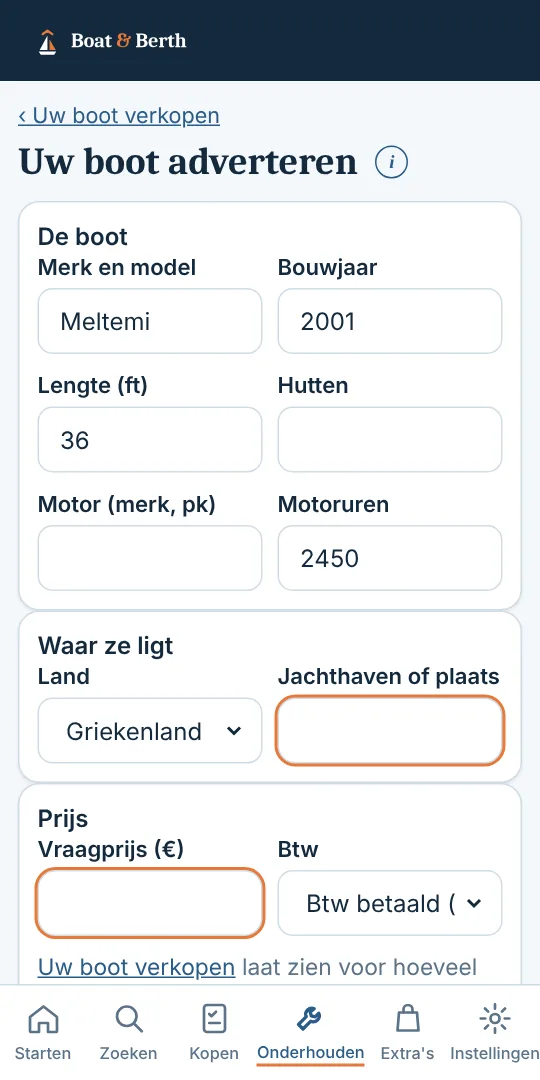 Boat & Berth
‹ Uw boot verkopen
Uw boot adverteren i
De boot
Merk en model Bouwjaar
Meltemi 2001
Lengte (ft) Hutten
36
Motor (merk, pk) Motoruren
2450
Waar ze ligt
Land Jachthaven of plaats
Griekenland
Prijs
Vraagprijs (€) Btw
Btw betaald (
Uw boot verkopen laat zien voor hoeveel
Starten Zoeken Kopen Onderhouden Extra's Instellingen